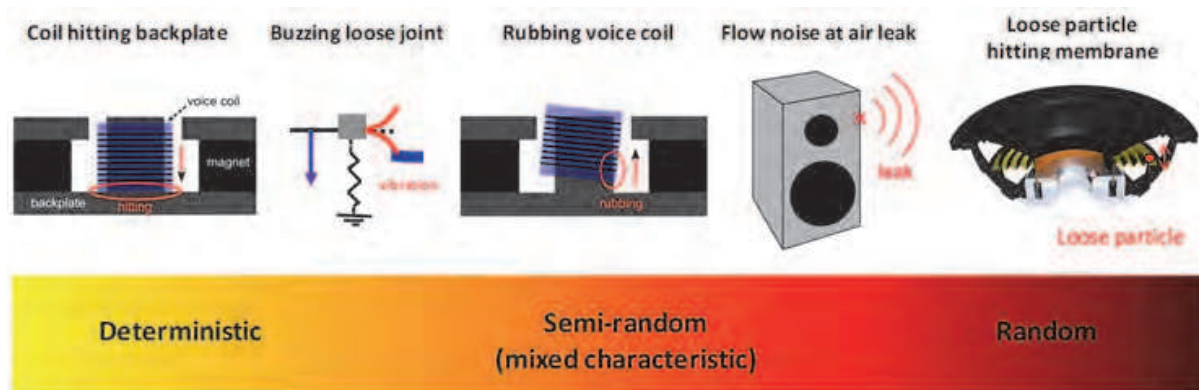 Coil hitting backplate
Buzzing loose joint
Rubbing voice coil
Flow noise at air leak
Loose particle
hitting membrane
voice coil
magnet
backplate
hitting
vibration
rubbing
leak
Loose particle
Deterministic
Semi-random
(mixed characteristic)
Random